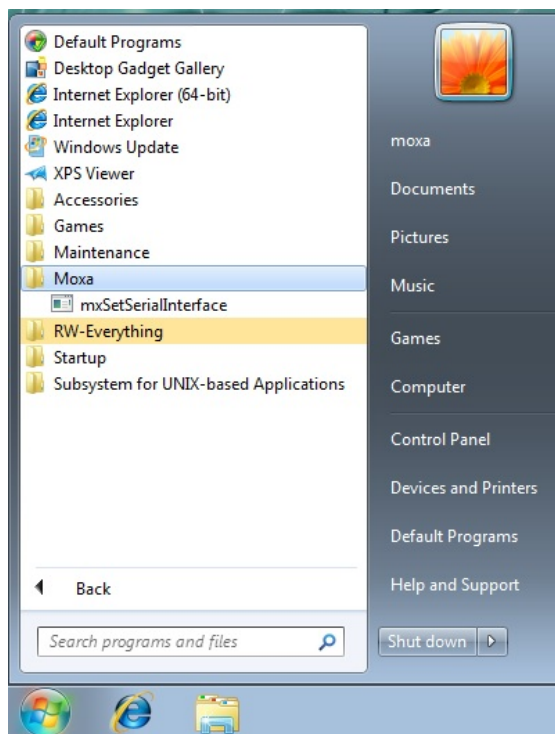 Default Programs
Desktop Gadget Gallery
Internet Explorer (64-bit)
Internet Explorer
Windows Update
XPS Viewer
Accessories
Games
Maintenance
Moxa
mxSetSerialInterface
RW-Everything
Startup
Subsystem for UNIX-based Applications
Back
Search programs and files
moxa
Documents
Pictures
Music
Games
Computer
Control Panel
Devices and Printers
Default Programs
Help and Support
Shut down